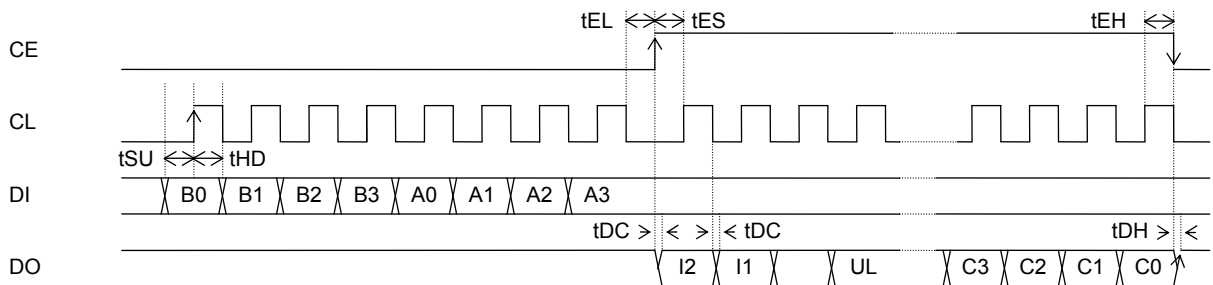 tEL tES tEH
CE
CL
tSU tHD
DI B0 B1 B2 B3 A0 A1 A2 A3
tDC tDC tDH
DO I2 I1 UL C3 C2 C1 C0